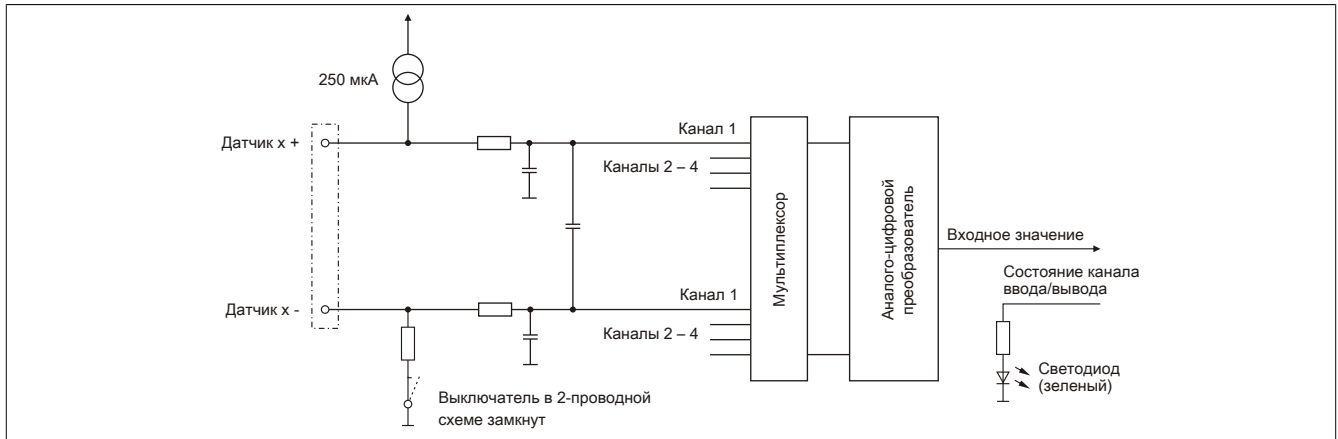 250 мкА
Датчик x +
Канал 1
Каналы 2 – 4
Мультиплексор
Аналого-цифровой
преобразователь
Входное значение
Состояние канала
ввода/вывода
Датчик x -
Канал 1
Каналы 2 – 4
Светодиод
(зеленый)
Выключатель в 2-проводной
схеме замкнут